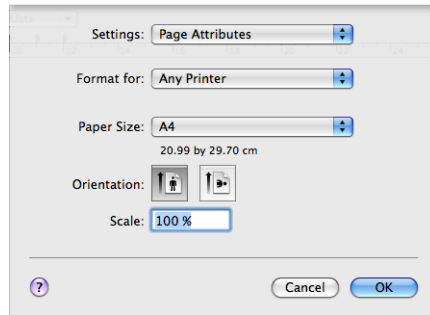 Settings: Page Attributes
Format for: Any Printer
Paper Size: A4
20.99 by 29.70 cm
Orientation:
Scale: 100 %
? Cancel OK